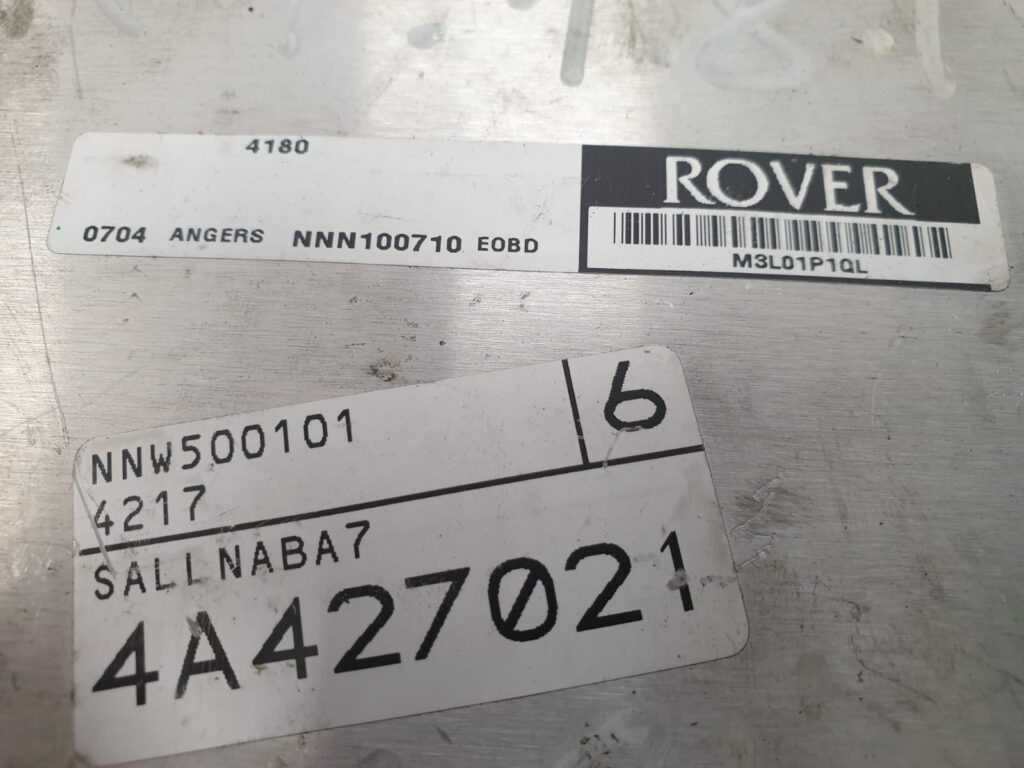 4180
0704 ANGERS NNN100710 EOBD
ROVER
M3L01P1QL
NNW500101
4217
6
SALLNABA7
4A427021